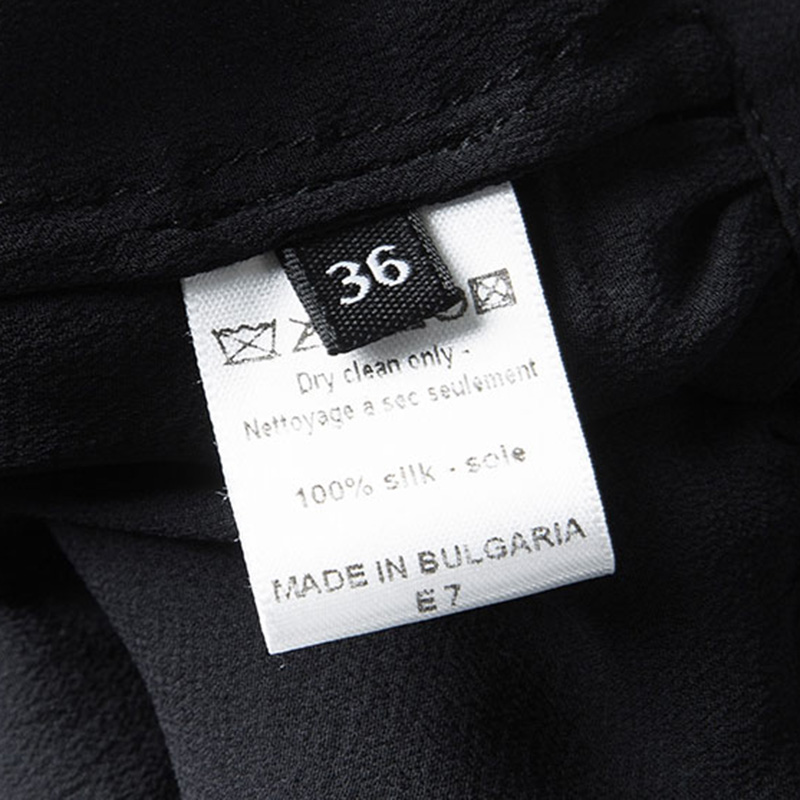 36
Dry clean only -
Nettoyage a sec seulement
100% silk - soie
MADE IN BULGARIA
E 7